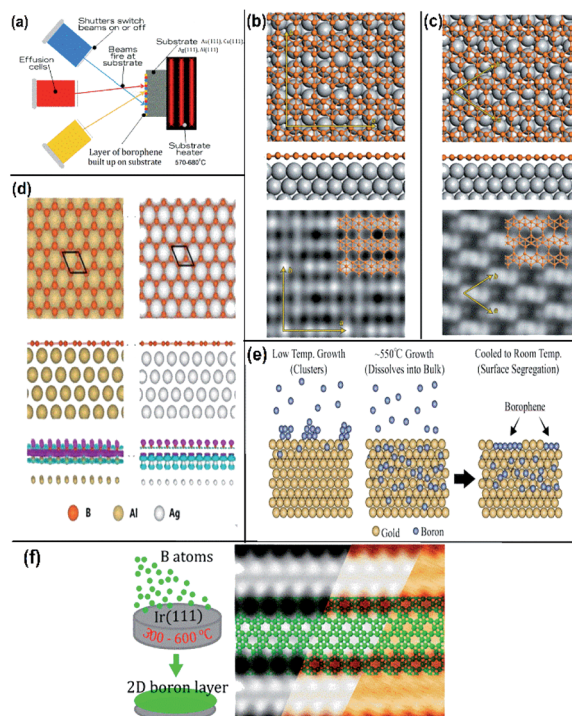 (a)
Shutters switch
beams on or off
Effusion
cells
Beams
fire at
substrate
Substrate Au(111), Cu(111),
Ag(111), Al(111)
Layer of borophene
built up on substrate
Substrate
heater
570-680°C
(b)
(c)
b
a
(d)
B Al Ag
(e)
Low Temp. Growth
(Clusters)
~550°C Growth
(Dissolves into Bulk)
Cooled to Room Temp.
(Surface Segregation)
Borophene
Gold Boron
(f)
B atoms
Ir(111)
300 - 600 °C
2D boron layer